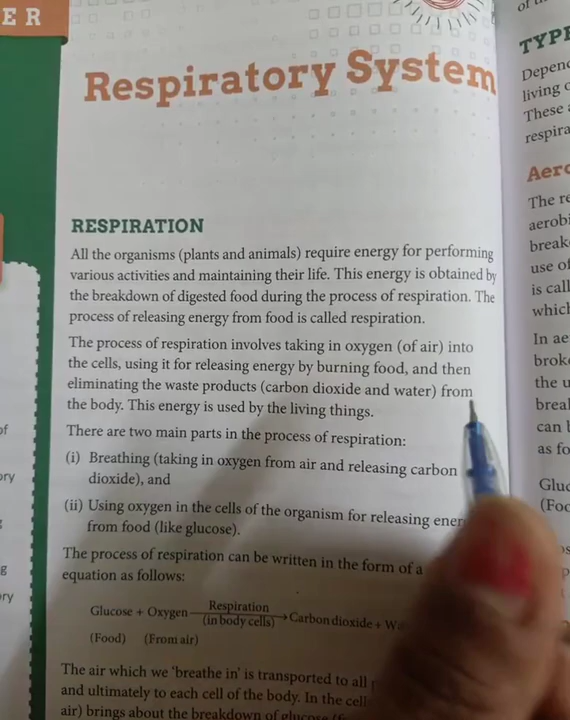 ER
Respiratory System
RESPIRATION
All the organisms (plants and animals) require energy for performing
various activities and maintaining their life. This energy is obtained by
the breakdown of digested food during the process of respiration. The
process of releasing energy from food is called respiration.
The process of respiration involves taking in oxygen (of air) into
the cells, using it for releasing energy by burning food, and then
eliminating the waste products (carbon dioxide and water) from
the body. This energy is used by the living things.
There are two main parts in the process of respiration:
(i) Breathing (taking in oxygen from air and releasing carbon
dioxide), and
(ii) Using oxygen in the cells of the organism for releasing ener
from food (like glucose).
The process of respiration can be written in the form of a
equation as follows:
Respiration
Glucose + Oxygen → Carbon dioxide + Wa
(in body cells)
(Food) (From air)
The air which we 'breathe in' is transported to all
and ultimately to each cell of the body. In the cell
air) brings about the breakdown of glucose
TYPE
Depend
living o
These a
respira
Aero
The re
aerobi
break
use of
is call
which
In ae
broke
the u
breal
can b
as fo
Gluc
(Foo